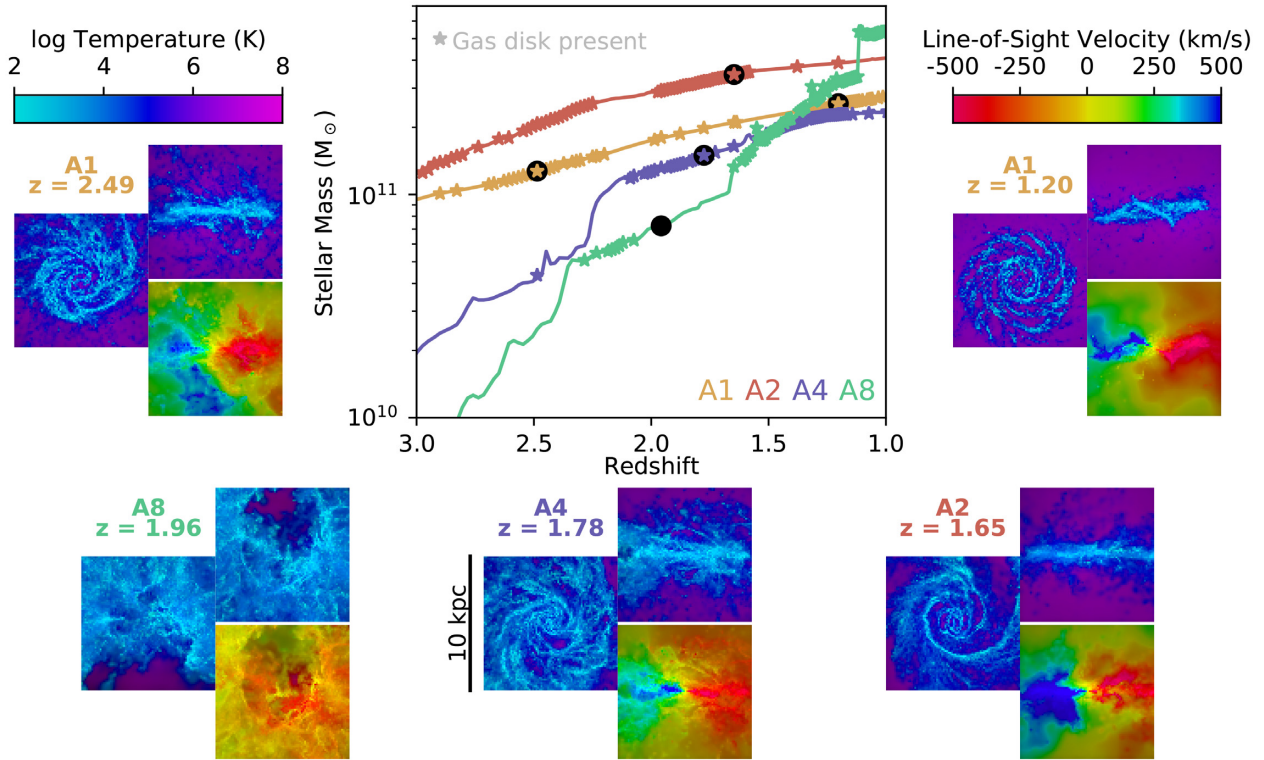 log Temperature (K)
2 4 6 8
Gas disk present
Line-of-Sight Velocity (km/s)
-500 -250 0 250 500
A1
z = 2.49
Stellar Mass (M⊙)
10¹¹
10¹⁰
A1 A2 A4 A8
3.0 2.5 2.0 1.5 1.0
Redshift
A1
z = 1.20
A8
z = 1.96
A4
z = 1.78
10 kpc
A2
z = 1.65